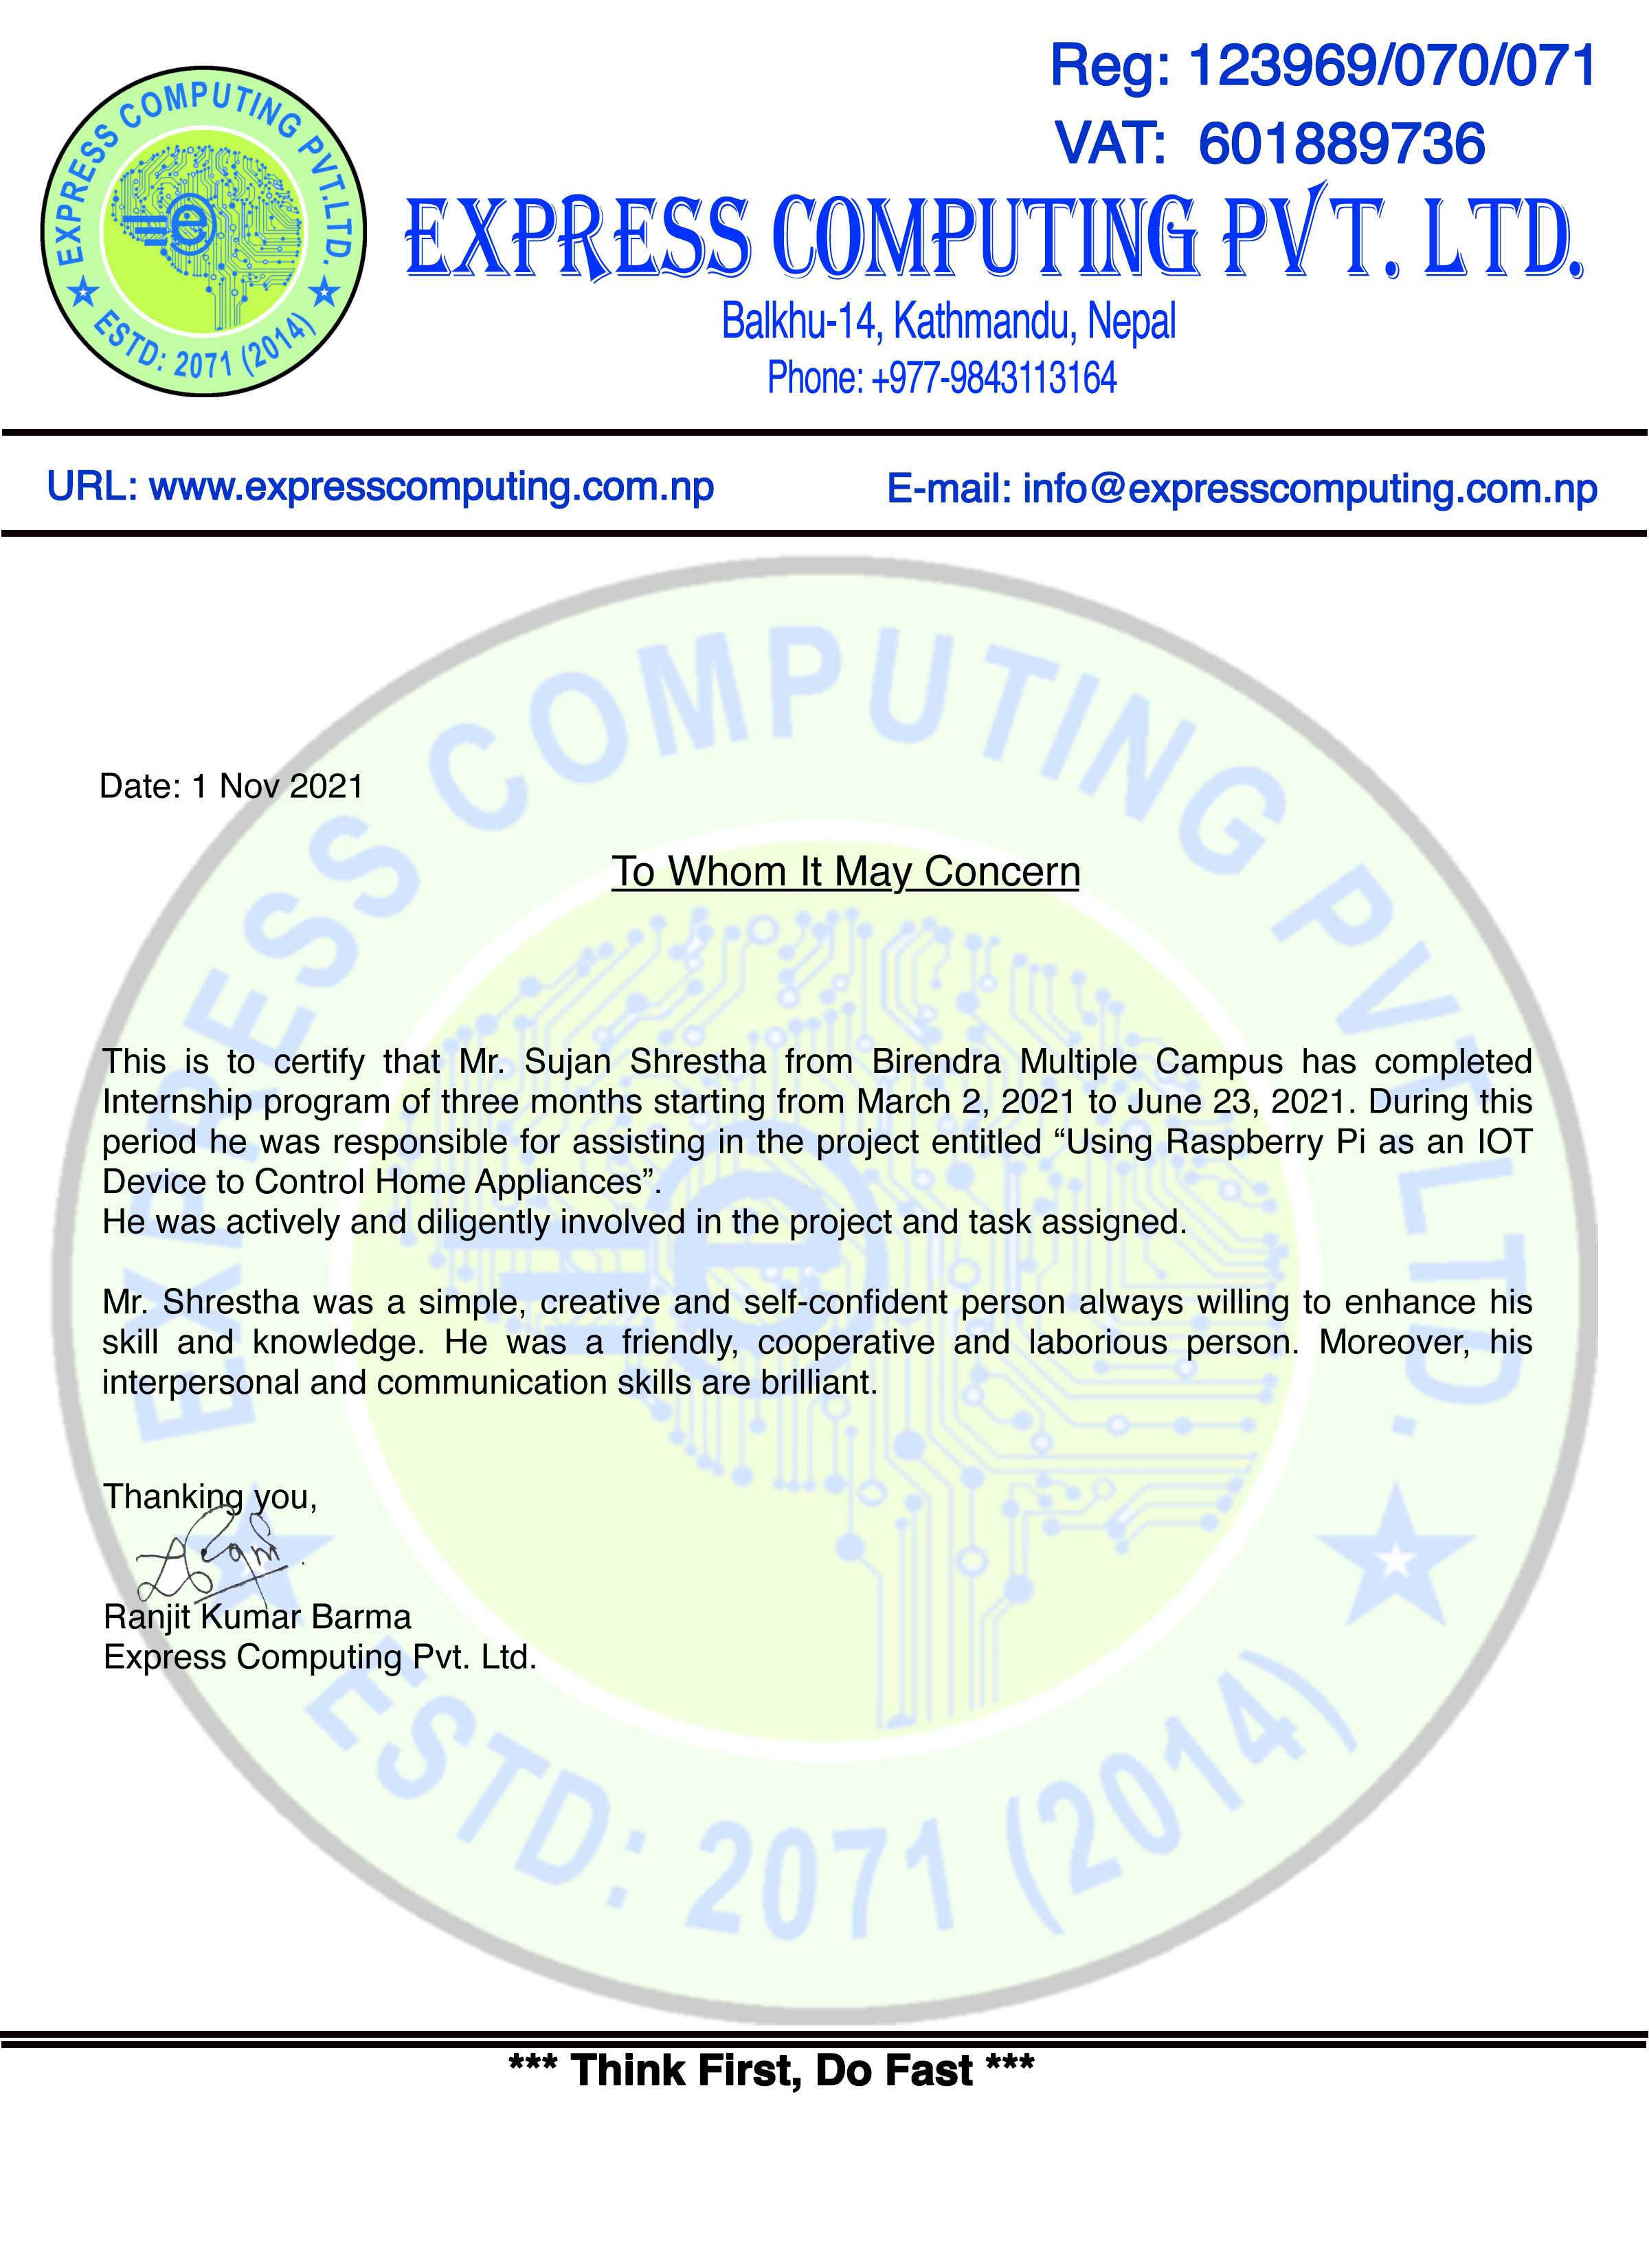 Reg: 123969/070/071
VAT: 601889736
EXPRESS COMPUTING PVT.LTD.
ESTD: 2071 (2014)
e
EXPRESS COMPUTING PVT. LTD.
Balkhu-14, Kathmandu, Nepal
Phone: +977-9843113164
URL: www.expresscomputing.com.np
E-mail: info@expresscomputing.com.np
EXPRESS COMPUTING PVT.LTD.
Date: 1 Nov 2021
To Whom It May Concern
This is to certify that Mr. Sujan Shrestha from Birendra Multiple Campus has completed
Internship program of three months starting from March 2, 2021 to June 23, 2021. During this
period he was responsible for assisting in the project entitled “Using Raspberry Pi as an IOT
Device to Control Home Appliances”.
He was actively and diligently involved in the project and task assigned.
e
Mr. Shrestha was a simple, creative and self-confident person always willing to enhance his
skill and knowledge. He was a friendly, cooperative and laborious person. Moreover, his
interpersonal and communication skills are brilliant.
Thanking you,
Ranjit Kumar Barma
Express Computing Pvt. Ltd.
ESTD: 2071 (2014)
*** Think First, Do Fast ***